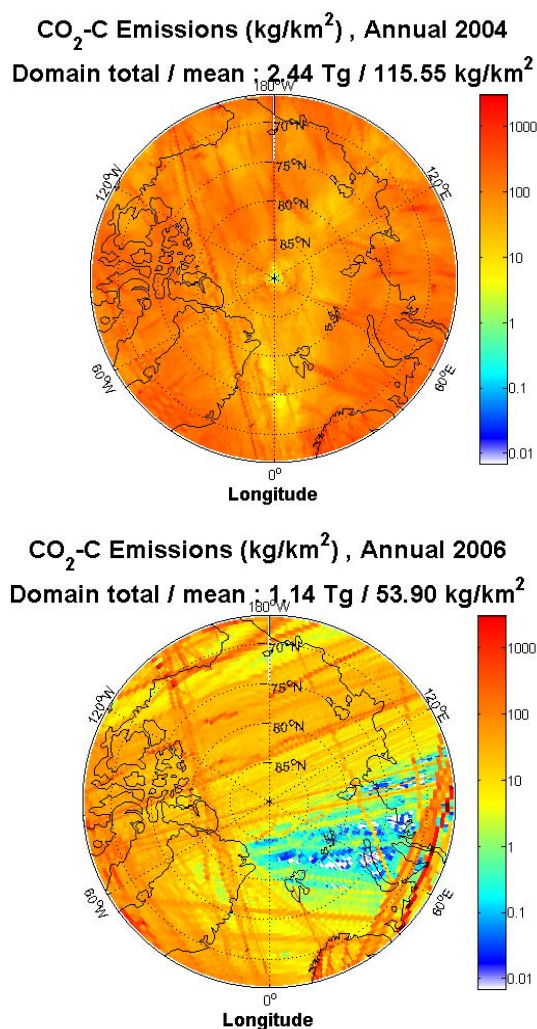 CO₂-C Emissions (kg/km²) , Annual 2004
Domain total / mean : 2.44 Tg / 115.55 kg/km²
180°W
70°N
75°N
80°N
85°N
120°W
120°E
60°W
60°E
0°
Longitude
1000
100
10
1
0.1
0.01
CO₂-C Emissions (kg/km²) , Annual 2006
Domain total / mean : 1.14 Tg / 53.90 kg/km²
180°W
70°N
75°N
80°N
85°N
120°W
120°E
60°W
60°E
0°
Longitude
1000
100
10
1
0.1
0.01